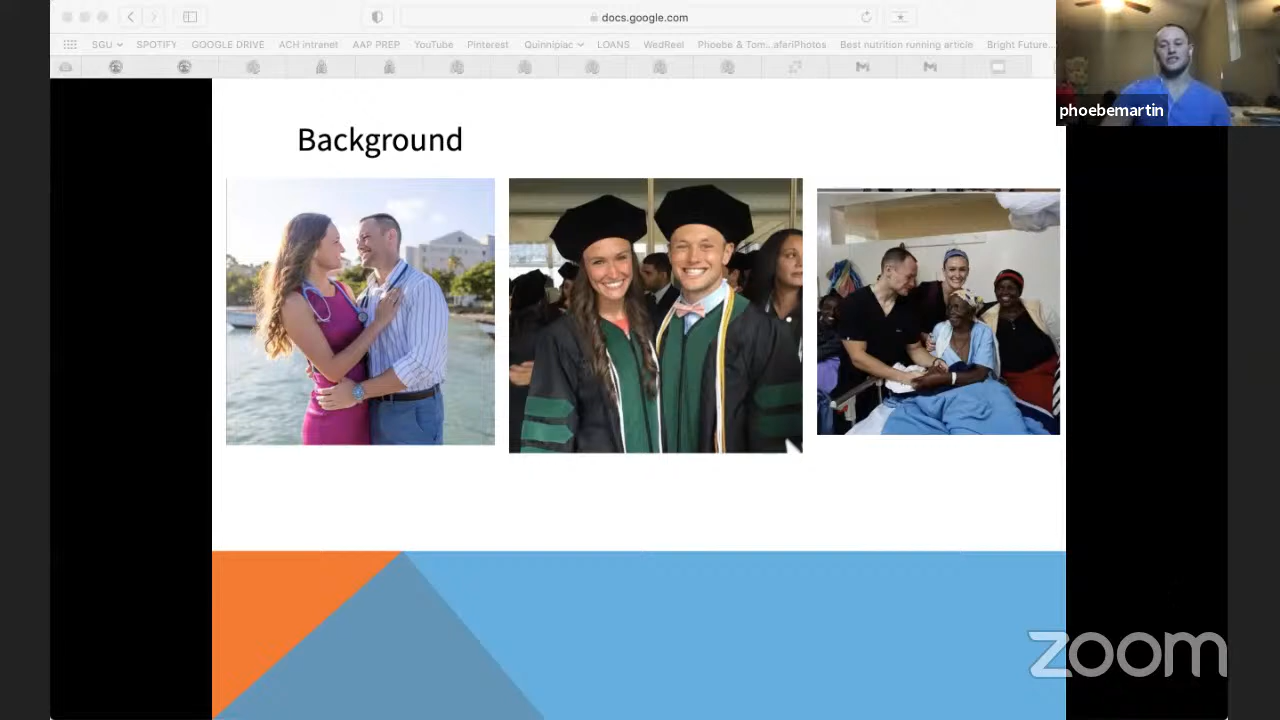 docs.google.com
SGU SPOTIFY GOOGLE DRIVE ACH intranet AAP PREP YouTube Pinterest Quinnipiac LOANS WedReel Phoebe & Tom...afariPhotos Best nutrition running article Bright Future...
phoebemartin
Background
zoom